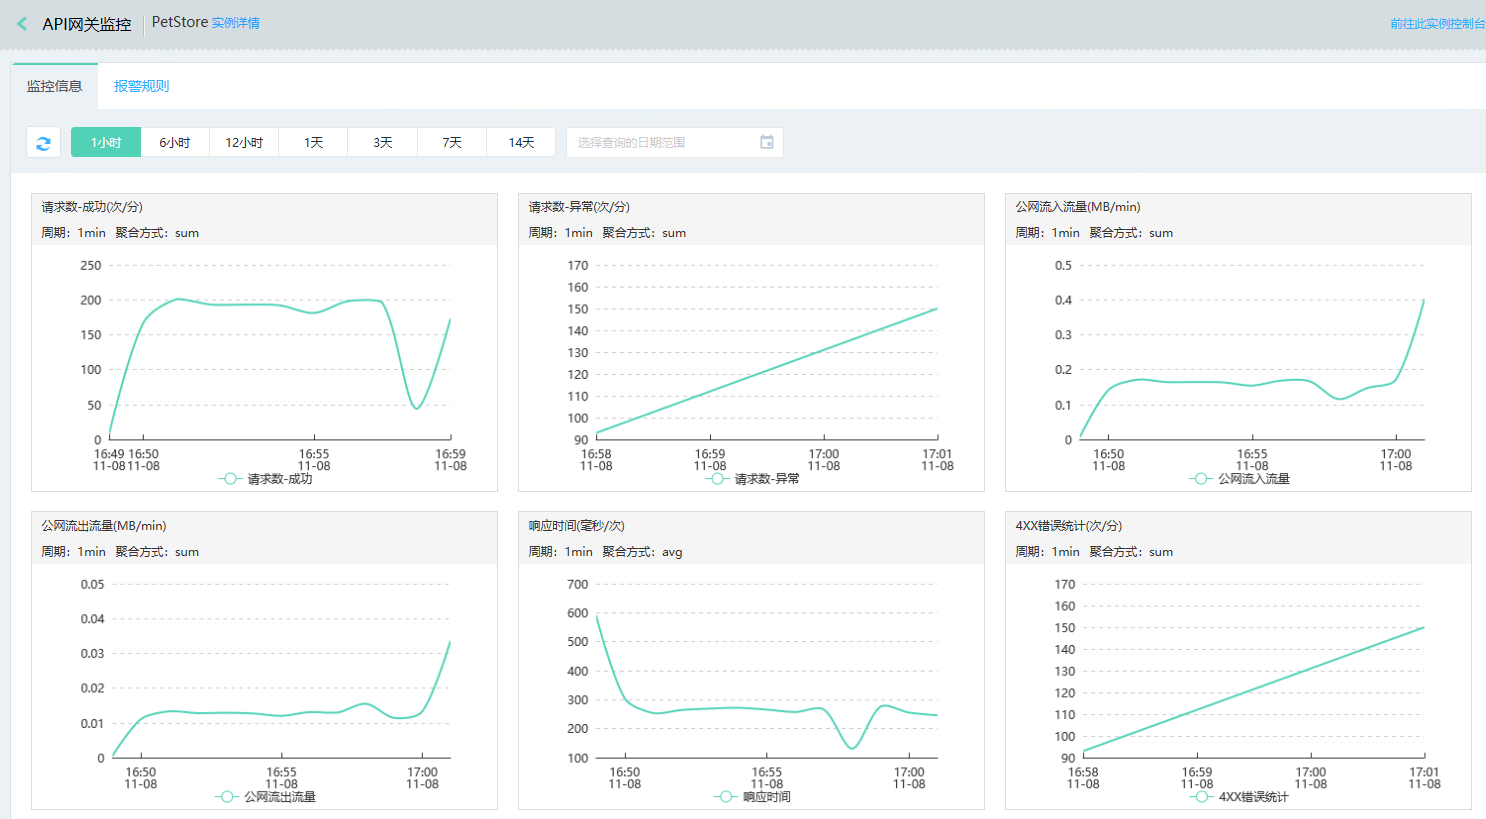 API网关监控 PetStore 实例详情 前往此实例控制台
监控信息 报警规则
1小时 6小时 12小时 1天 3天 7天 14天 选择查询的日期范围
请求数-成功(次/分)
周期: 1min 聚合方式: sum
250
200
150
100
50
0
16:49 16:50 16:55 16:59
11-08 11-08 11-08 11-08
请求数-成功
请求数-异常(次/分)
周期: 1min 聚合方式: sum
170
160
150
140
130
120
110
100
90
16:58 16:59 17:00 17:01
11-08 11-08 11-08 11-08
请求数-异常
公网流入流量(MB/min)
周期: 1min 聚合方式: sum
0.5
0.4
0.3
0.2
0.1
0
16:50 16:55 17:00
11-08 11-08 11-08
公网流入流量
公网流出流量(MB/min)
周期: 1min 聚合方式: sum
0.05
0.04
0.03
0.02
0.01
0
16:50 16:55 17:00
11-08 11-08 11-08
公网流出流量
响应时间(毫秒/次)
周期: 1min 聚合方式: avg
700
600
500
400
300
200
100
16:50 16:55 17:00
11-08 11-08 11-08
响应时间
4XX错误统计(次/分)
周期: 1min 聚合方式: sum
170
160
150
140
130
120
110
100
90
16:58 16:59 17:00 17:01
11-08 11-08 11-08 11-08
4XX错误统计